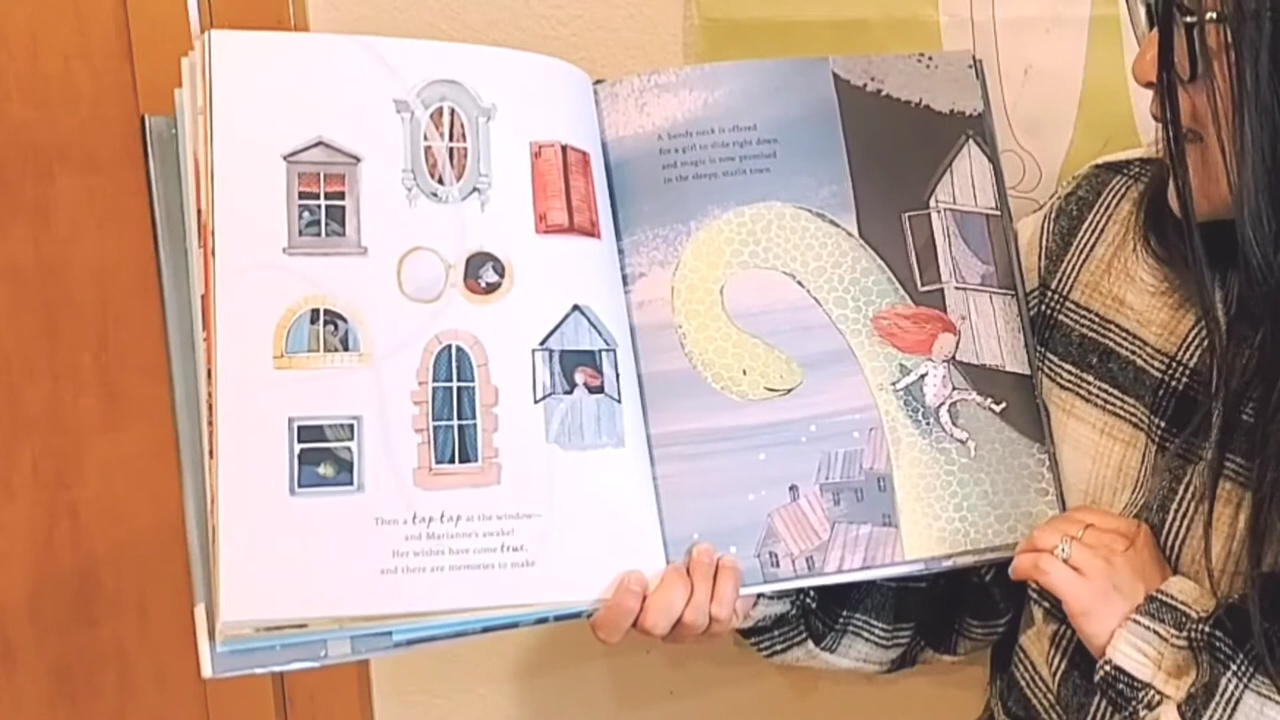 Then a tap-tap at the window—
and Marianne's awake!
Her wishes have come true,
and there are memories to make
A bendy neck is offered
for a girl to slide right down,
and magic is now promised
in the sleepy, starlit town.